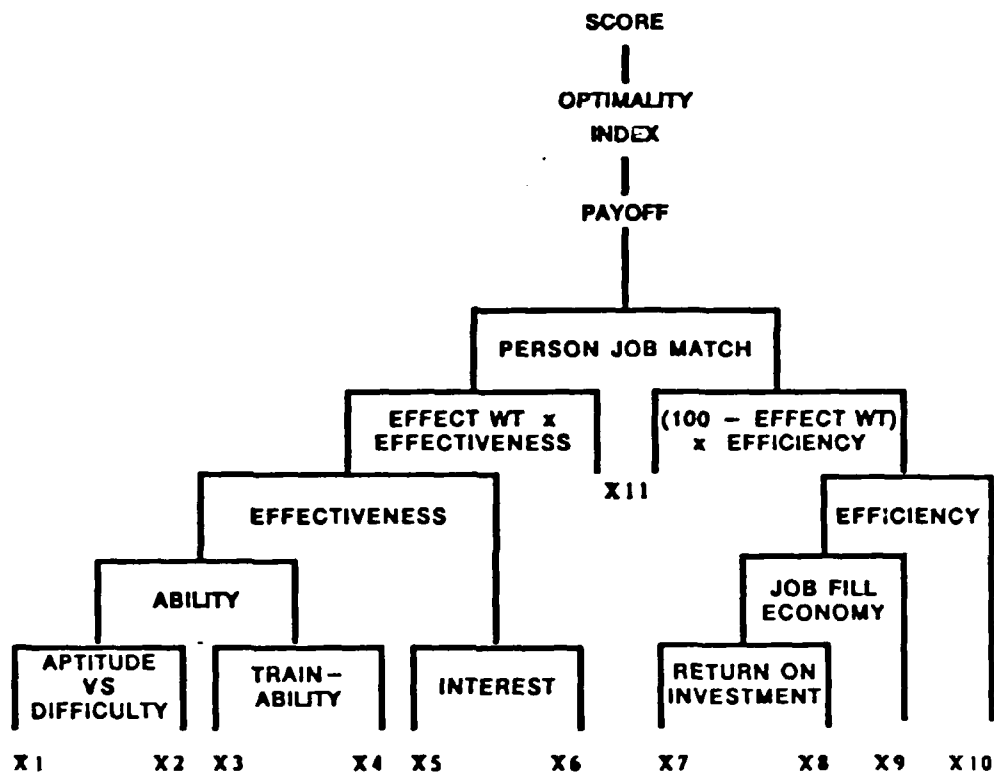 SCORE
OPTIMALITY
INDEX
PAYOFF
PERSON JOB MATCH
EFFECT WT x
EFFECTIVENESS
(100 - EFFECT WT)
x EFFICIENCY
X11
EFFECTIVENESS
EFFICIENCY
ABILITY
JOB FILL
ECONOMY
APTITUDE
VS
DIFFICULTY
TRAIN-
ABILITY
INTEREST
RETURN ON
INVESTMENT
X1 X2 X3 X4 X5 X6 X7 X8 X9 X10